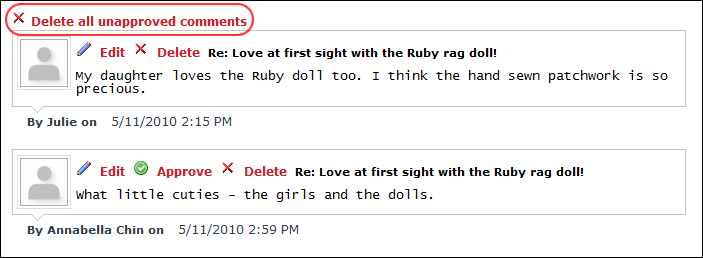 Delete all unapproved comments
Edit Delete Re: Love at first sight with the Ruby rag doll!
My daughter loves the Ruby doll too. I think the hand sewn patchwork is so
precious.
By Julie on 5/11/2010 2:15 PM
Edit Approve Delete Re: Love at first sight with the Ruby rag doll!
What little cuties - the girls and the dolls.
By Annabella Chin on 5/11/2010 2:59 PM